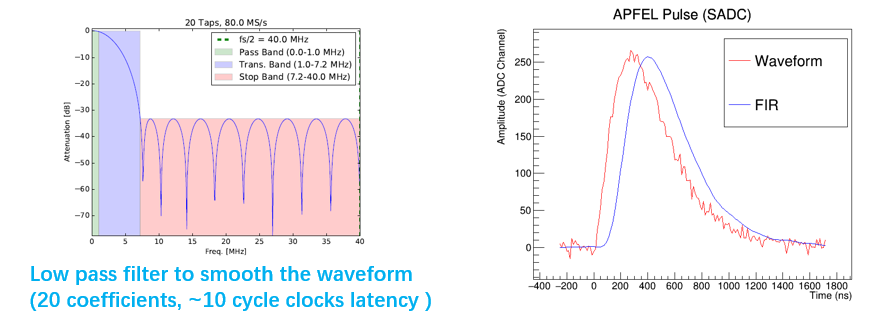 20 Taps, 80.0 MS/s
fs/2 = 40.0 MHz
Pass Band (0.0-1.0 MHz)
Trans. Band (1.0-7.2 MHz)
Stop Band (7.2-40.0 MHz)
Attenuation [dB]
0
−10
−20
−30
−40
−50
−60
−70
0 5 10 15 20 25 30 35 40
Freq. [MHz]
Low pass filter to smooth the waveform
(20 coefficients, ~10 cycle clocks latency )
APFEL Pulse (SADC)
Waveform
FIR
Amplitude (ADC Channel)
250
200
150
100
50
0
−400 −200 0 200 400 600 800 1000 1200 1400 1600 1800
Time (ns)